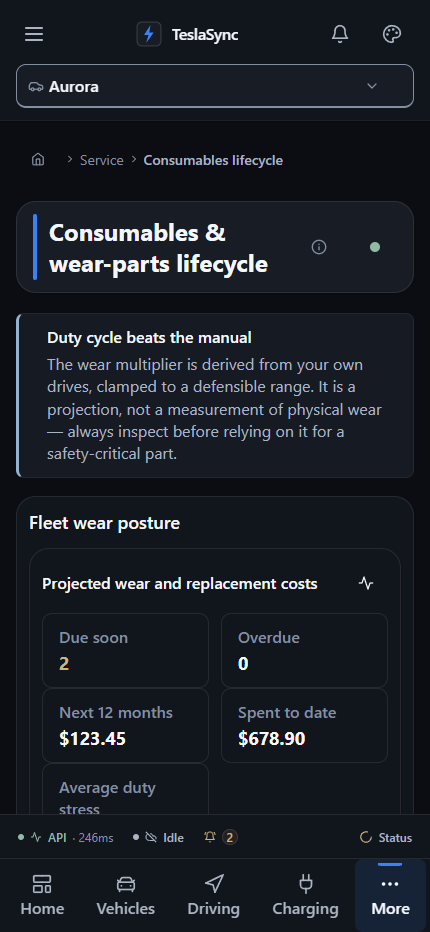 TeslaSync
Aurora
Service
Consumables lifecycle
Consumables &
wear-parts lifecycle
Duty cycle beats the manual
The wear multiplier is derived from your own
drives, clamped to a defensible range. It is a
projection, not a measurement of physical wear
— always inspect before relying on it for a
safety-critical part.
Fleet wear posture
Projected wear and replacement costs
Due soon
2
Overdue
0
Next 12 months
$123.45
Spent to date
$678.90
Average duty
stress
API · 246ms
Idle
2
Status
Home
Vehicles
Driving
Charging
More